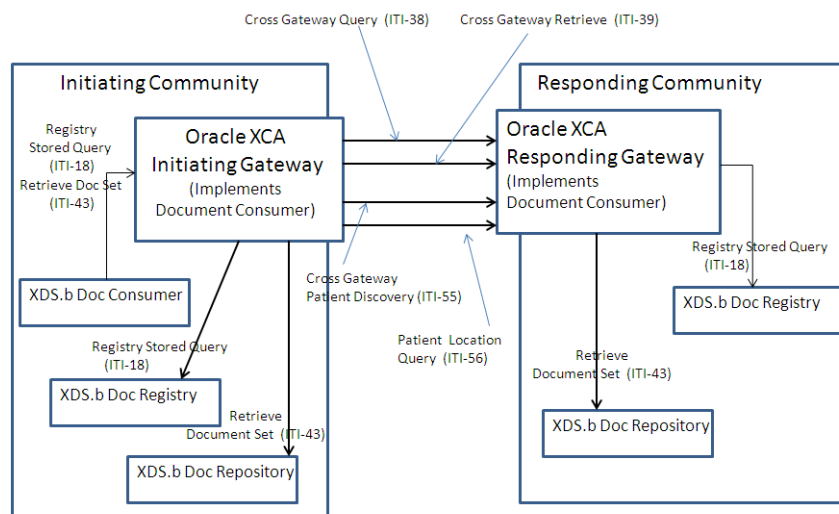 Cross Gateway Query (ITI-38)
Cross Gateway Retrieve (ITI-39)
Initiating Community
Responding Community
Registry
Stored Query
(ITI-18)
Retrieve Doc Set
(ITI-43)
Oracle XCA
Initiating Gateway
(Implements
Document Consumer)
Oracle XCA
Responding Gateway
(Implements
Document Consumer)
Registry Stored Query
(ITI-18)
XDS.b Doc Consumer
Cross Gateway
Patient Discovery (ITI-55)
XDS.b Doc Registry
Registry Stored Query
(ITI-18)
Patient Location
Query (ITI-56)
XDS.b Doc Registry
Retrieve
Document Set (ITI-43)
Retrieve
Document Set (ITI-43)
XDS.b Doc Repository
XDS.b Doc Repository